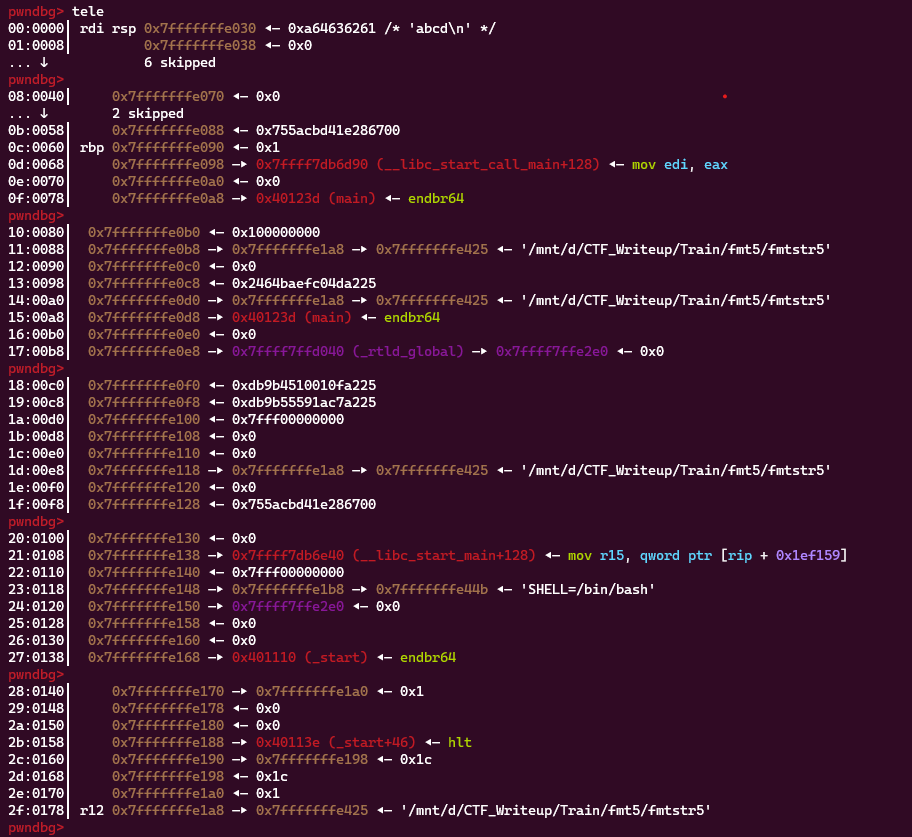 pwndbg> tele
00:0000│ rdi rsp 0x7fffffffe030 ◂— 0xa64636261 /* 'abcd\n' */
01:0008│         0x7fffffffe038 ◂— 0x0
... ↓            6 skipped
pwndbg>
08:0040│     0x7fffffffe070 ◂— 0x0
... ↓        2 skipped
0b:0058│     0x7fffffffe088 ◂— 0x755acbd41e286700
0c:0060│ rbp 0x7fffffffe090 ◂— 0x1
0d:0068│     0x7fffffffe098 —▸ 0x7ffff7db6d90 (__libc_start_call_main+128) ◂— mov edi, eax
0e:0070│     0x7fffffffe0a0 ◂— 0x0
0f:0078│     0x7fffffffe0a8 —▸ 0x40123d (main) ◂— endbr64
pwndbg>
10:0080│  0x7fffffffe0b0 ◂— 0x100000000
11:0088│  0x7fffffffe0b8 —▸ 0x7fffffffe1a8 —▸ 0x7fffffffe425 ◂— '/mnt/d/CTF_Writeup/Train/fmt5/fmtstr5'
12:0090│  0x7fffffffe0c0 ◂— 0x0
13:0098│  0x7fffffffe0c8 ◂— 0x2464baefc04da225
14:00a0│  0x7fffffffe0d0 —▸ 0x7fffffffe1a8 —▸ 0x7fffffffe425 ◂— '/mnt/d/CTF_Writeup/Train/fmt5/fmtstr5'
15:00a8│  0x7fffffffe0d8 —▸ 0x40123d (main) ◂— endbr64
16:00b0│  0x7fffffffe0e0 ◂— 0x0
17:00b8│  0x7fffffffe0e8 —▸ 0x7ffff7ffd040 (_rtld_global) —▸ 0x7ffff7ffe2e0 ◂— 0x0
pwndbg>
18:00c0│  0x7fffffffe0f0 ◂— 0xdb9b4510010fa225
19:00c8│  0x7fffffffe0f8 ◂— 0xdb9b55591ac7a225
1a:00d0│  0x7fffffffe100 ◂— 0x7fff00000000
1b:00d8│  0x7fffffffe108 ◂— 0x0
1c:00e0│  0x7fffffffe110 ◂— 0x0
1d:00e8│  0x7fffffffe118 —▸ 0x7fffffffe1a8 —▸ 0x7fffffffe425 ◂— '/mnt/d/CTF_Writeup/Train/fmt5/fmtstr5'
1e:00f0│  0x7fffffffe120 ◂— 0x0
1f:00f8│  0x7fffffffe128 ◂— 0x755acbd41e286700
pwndbg>
20:0100│  0x7fffffffe130 ◂— 0x0
21:0108│  0x7fffffffe138 —▸ 0x7ffff7db6e40 (__libc_start_main+128) ◂— mov r15, qword ptr [rip + 0x1ef159]
22:0110│  0x7fffffffe140 ◂— 0x7fff00000000
23:0118│  0x7fffffffe148 —▸ 0x7fffffffe1b8 —▸ 0x7fffffffe44b ◂— 'SHELL=/bin/bash'
24:0120│  0x7fffffffe150 —▸ 0x7ffff7ffe2e0 ◂— 0x0
25:0128│  0x7fffffffe158 ◂— 0x0
26:0130│  0x7fffffffe160 ◂— 0x0
27:0138│  0x7fffffffe168 —▸ 0x401110 (_start) ◂— endbr64
pwndbg>
28:0140│     0x7fffffffe170 —▸ 0x7fffffffe1a0 ◂— 0x1
29:0148│     0x7fffffffe178 ◂— 0x0
2a:0150│     0x7fffffffe180 ◂— 0x0
2b:0158│     0x7fffffffe188 —▸ 0x40113e (_start+46) ◂— hlt
2c:0160│     0x7fffffffe190 —▸ 0x7fffffffe198 ◂— 0x1c
2d:0168│     0x7fffffffe198 ◂— 0x1c
2e:0170│     0x7fffffffe1a0 ◂— 0x1
2f:0178│ r12 0x7fffffffe1a8 —▸ 0x7fffffffe425 ◂— '/mnt/d/CTF_Writeup/Train/fmt5/fmtstr5'
pwndbg>